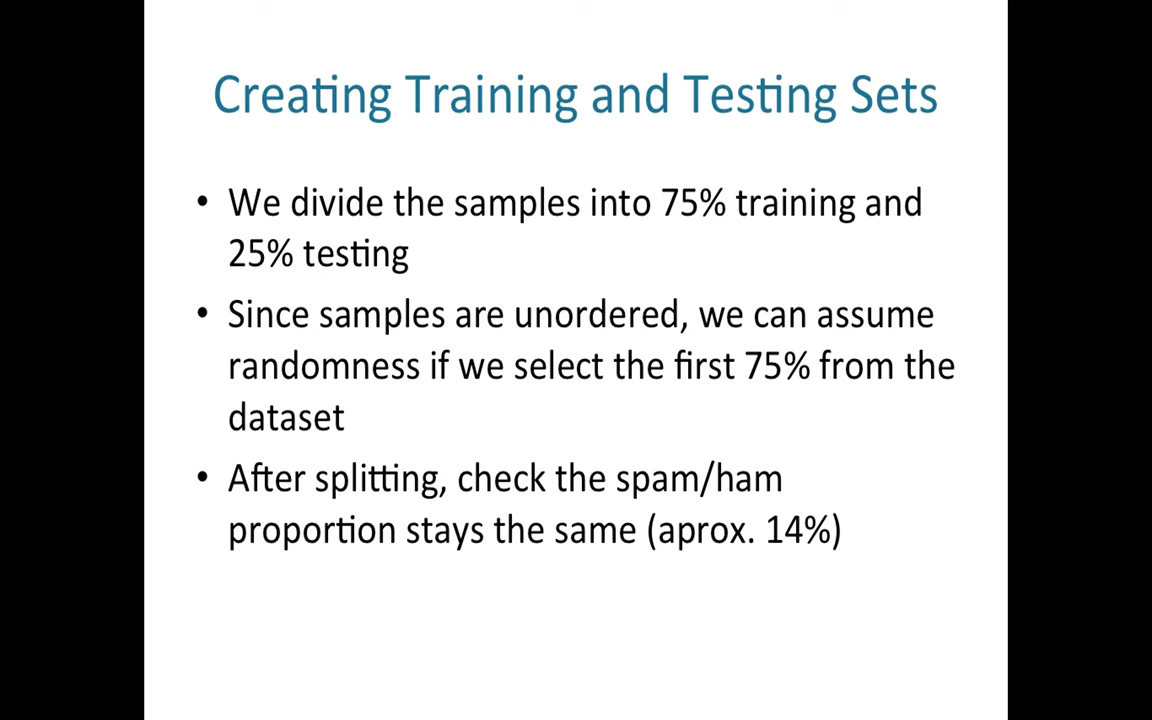 Creating Training and Testing Sets
• We divide the samples into 75% training and
25% testing
• Since samples are unordered, we can assume
randomness if we select the first 75% from the
dataset
• After splitting, check the spam/ham
proportion stays the same (aprox. 14%)